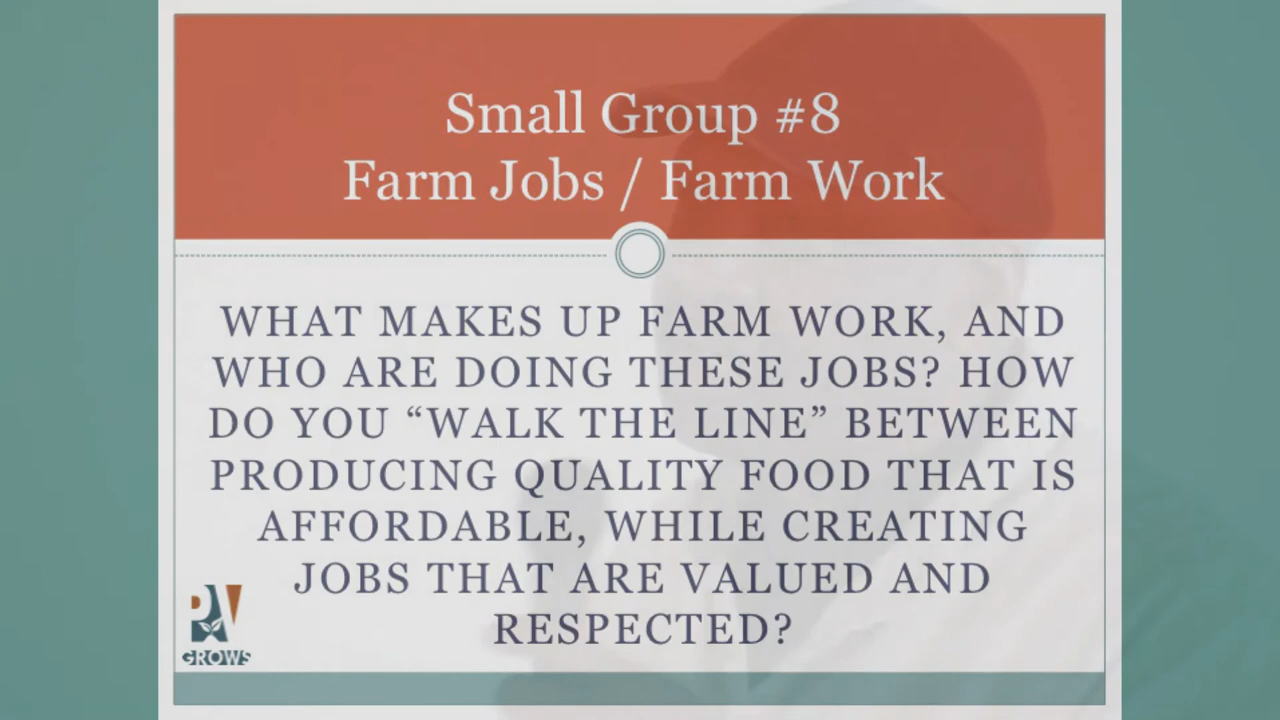 Small Group #8
Farm Jobs / Farm Work
WHAT MAKES UP FARM WORK, AND
WHO ARE DOING THESE JOBS? HOW
DO YOU “WALK THE LINE” BETWEEN
PRODUCING QUALITY FOOD THAT IS
AFFORDABLE, WHILE CREATING
JOBS THAT ARE VALUED AND
RESPECTED?
PAV
GROWS